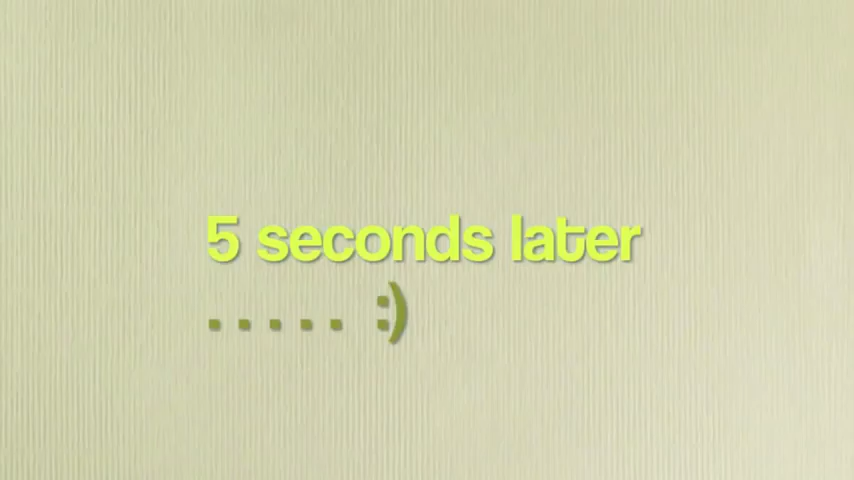 5 seconds later
. . . . . :)